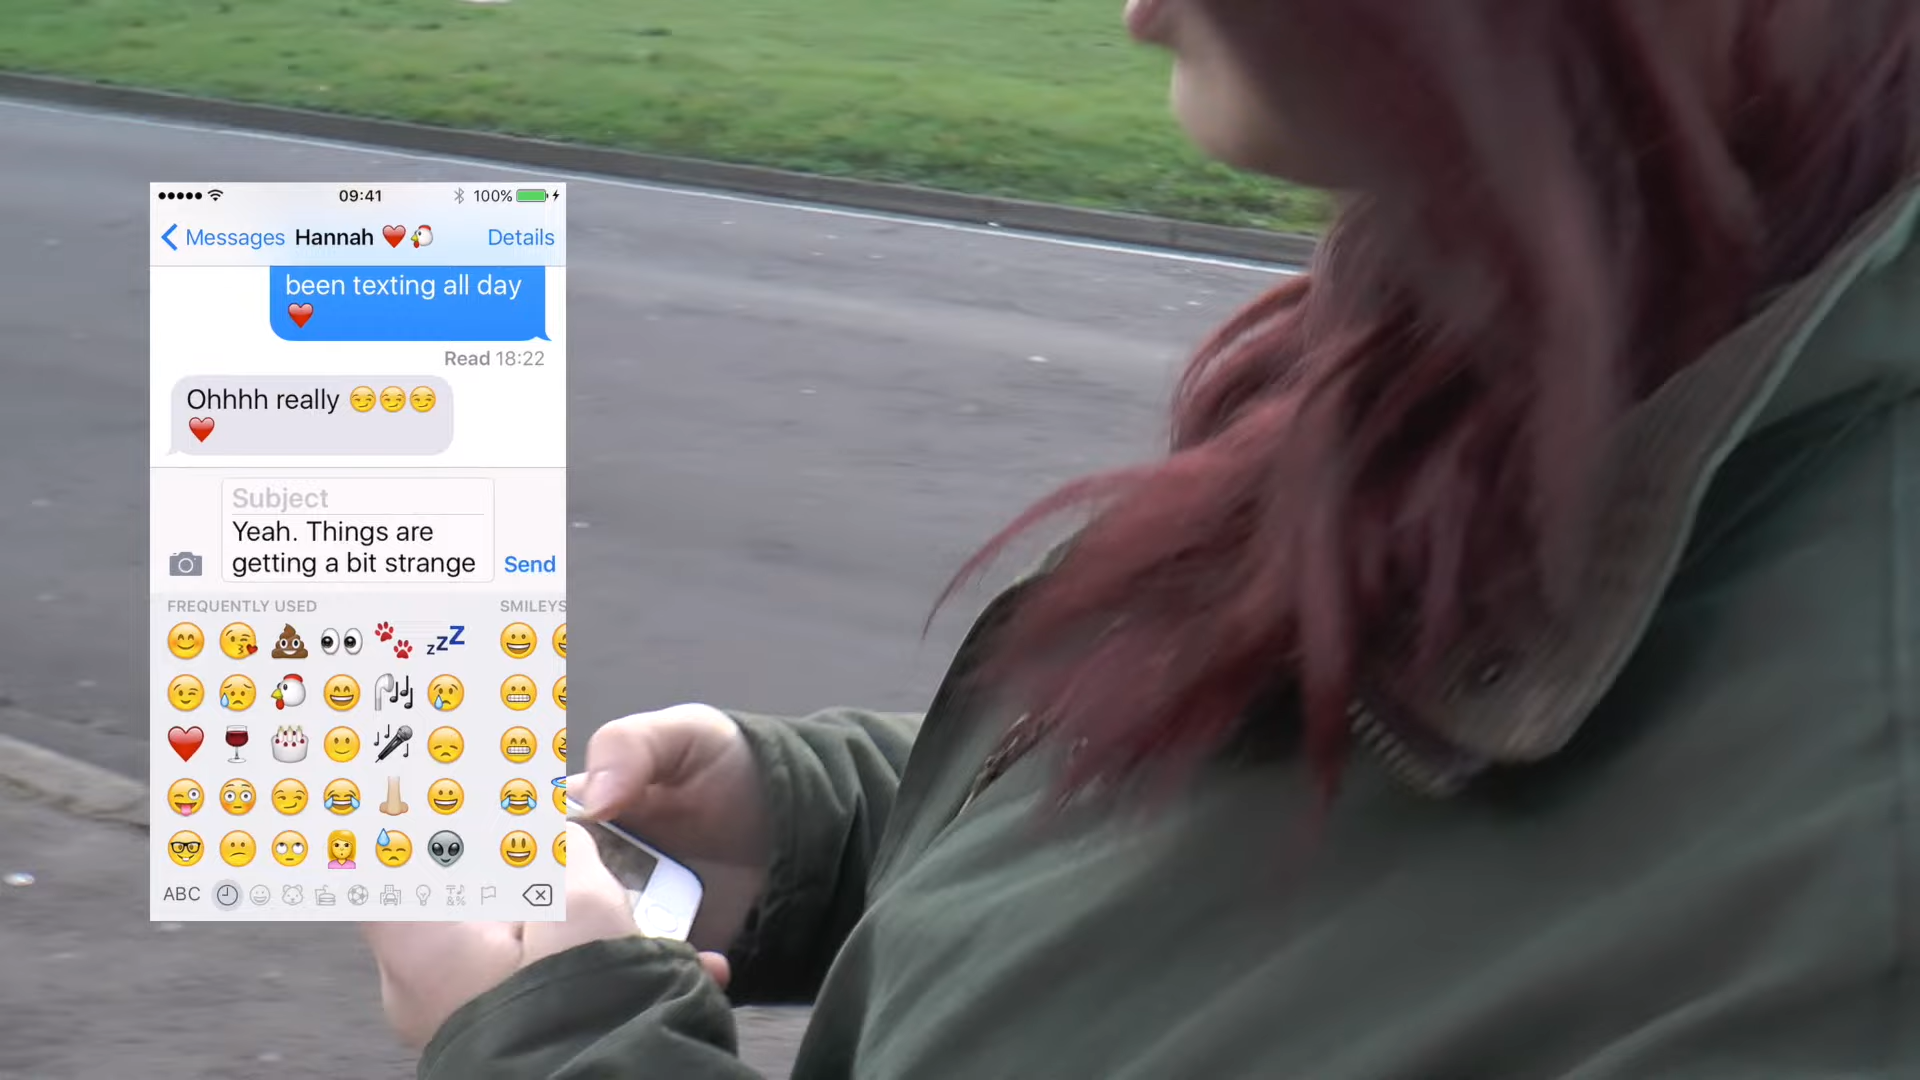 09:41 100%
Messages Hannah ❤️🐔 Details
been texting all day
❤️
Read 18:22
Ohhhh really 😏😏😏
❤️
Subject
Yeah. Things are
getting a bit strange
Send
FREQUENTLY USED SMILEYS
ABC